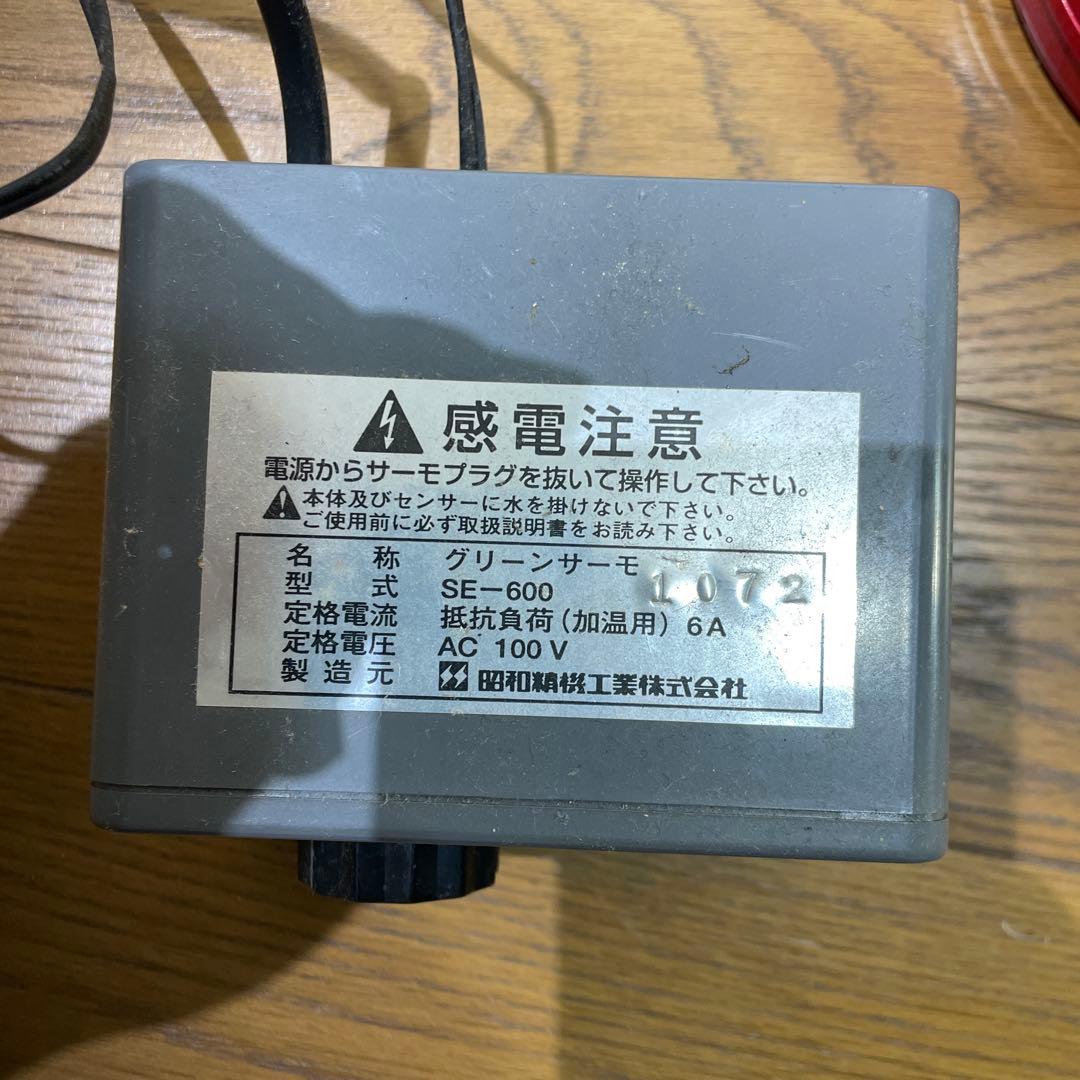 感電注意
電源からサーモプラグを抜いて操作して下さい。
本体及びセンサーに水を掛けないで下さい。
ご使用前に必ず取扱説明書をお読み下さい。
名称 グリーンサーモ
型式 SE-600 1072
定格電流 抵抗負荷(加温用) 6A
定格電圧 AC 100V
製造元 昭和精機工業株式会社